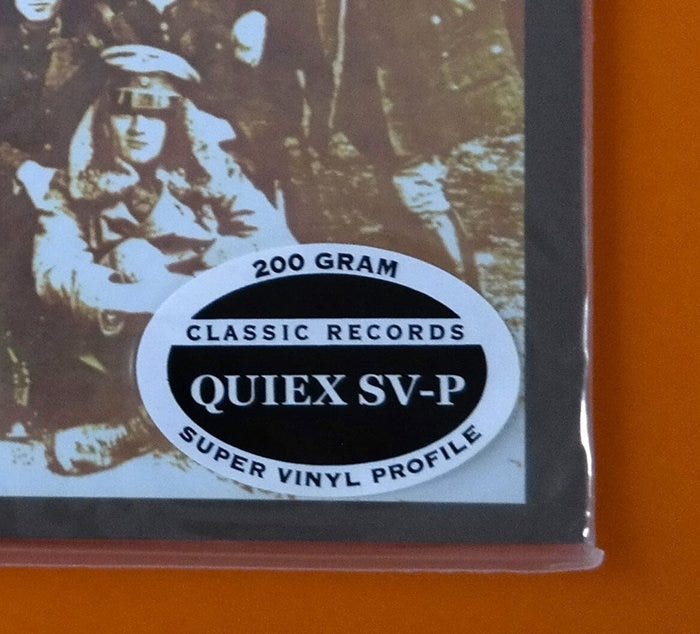 200 GRAM
CLASSIC RECORDS
QUIEX SV-P
SUPER VINYL PROFILE